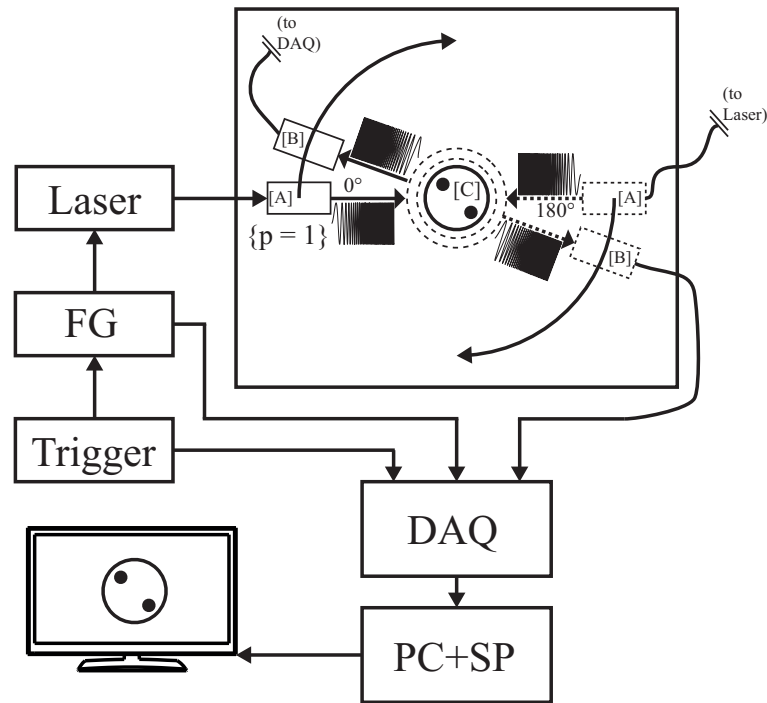 (to
DAQ)
(to
Laser)
[B]
[C]
[A]
0°
180°
[A]
{p = 1}
[B]
Laser
FG
Trigger
DAQ
PC+SP